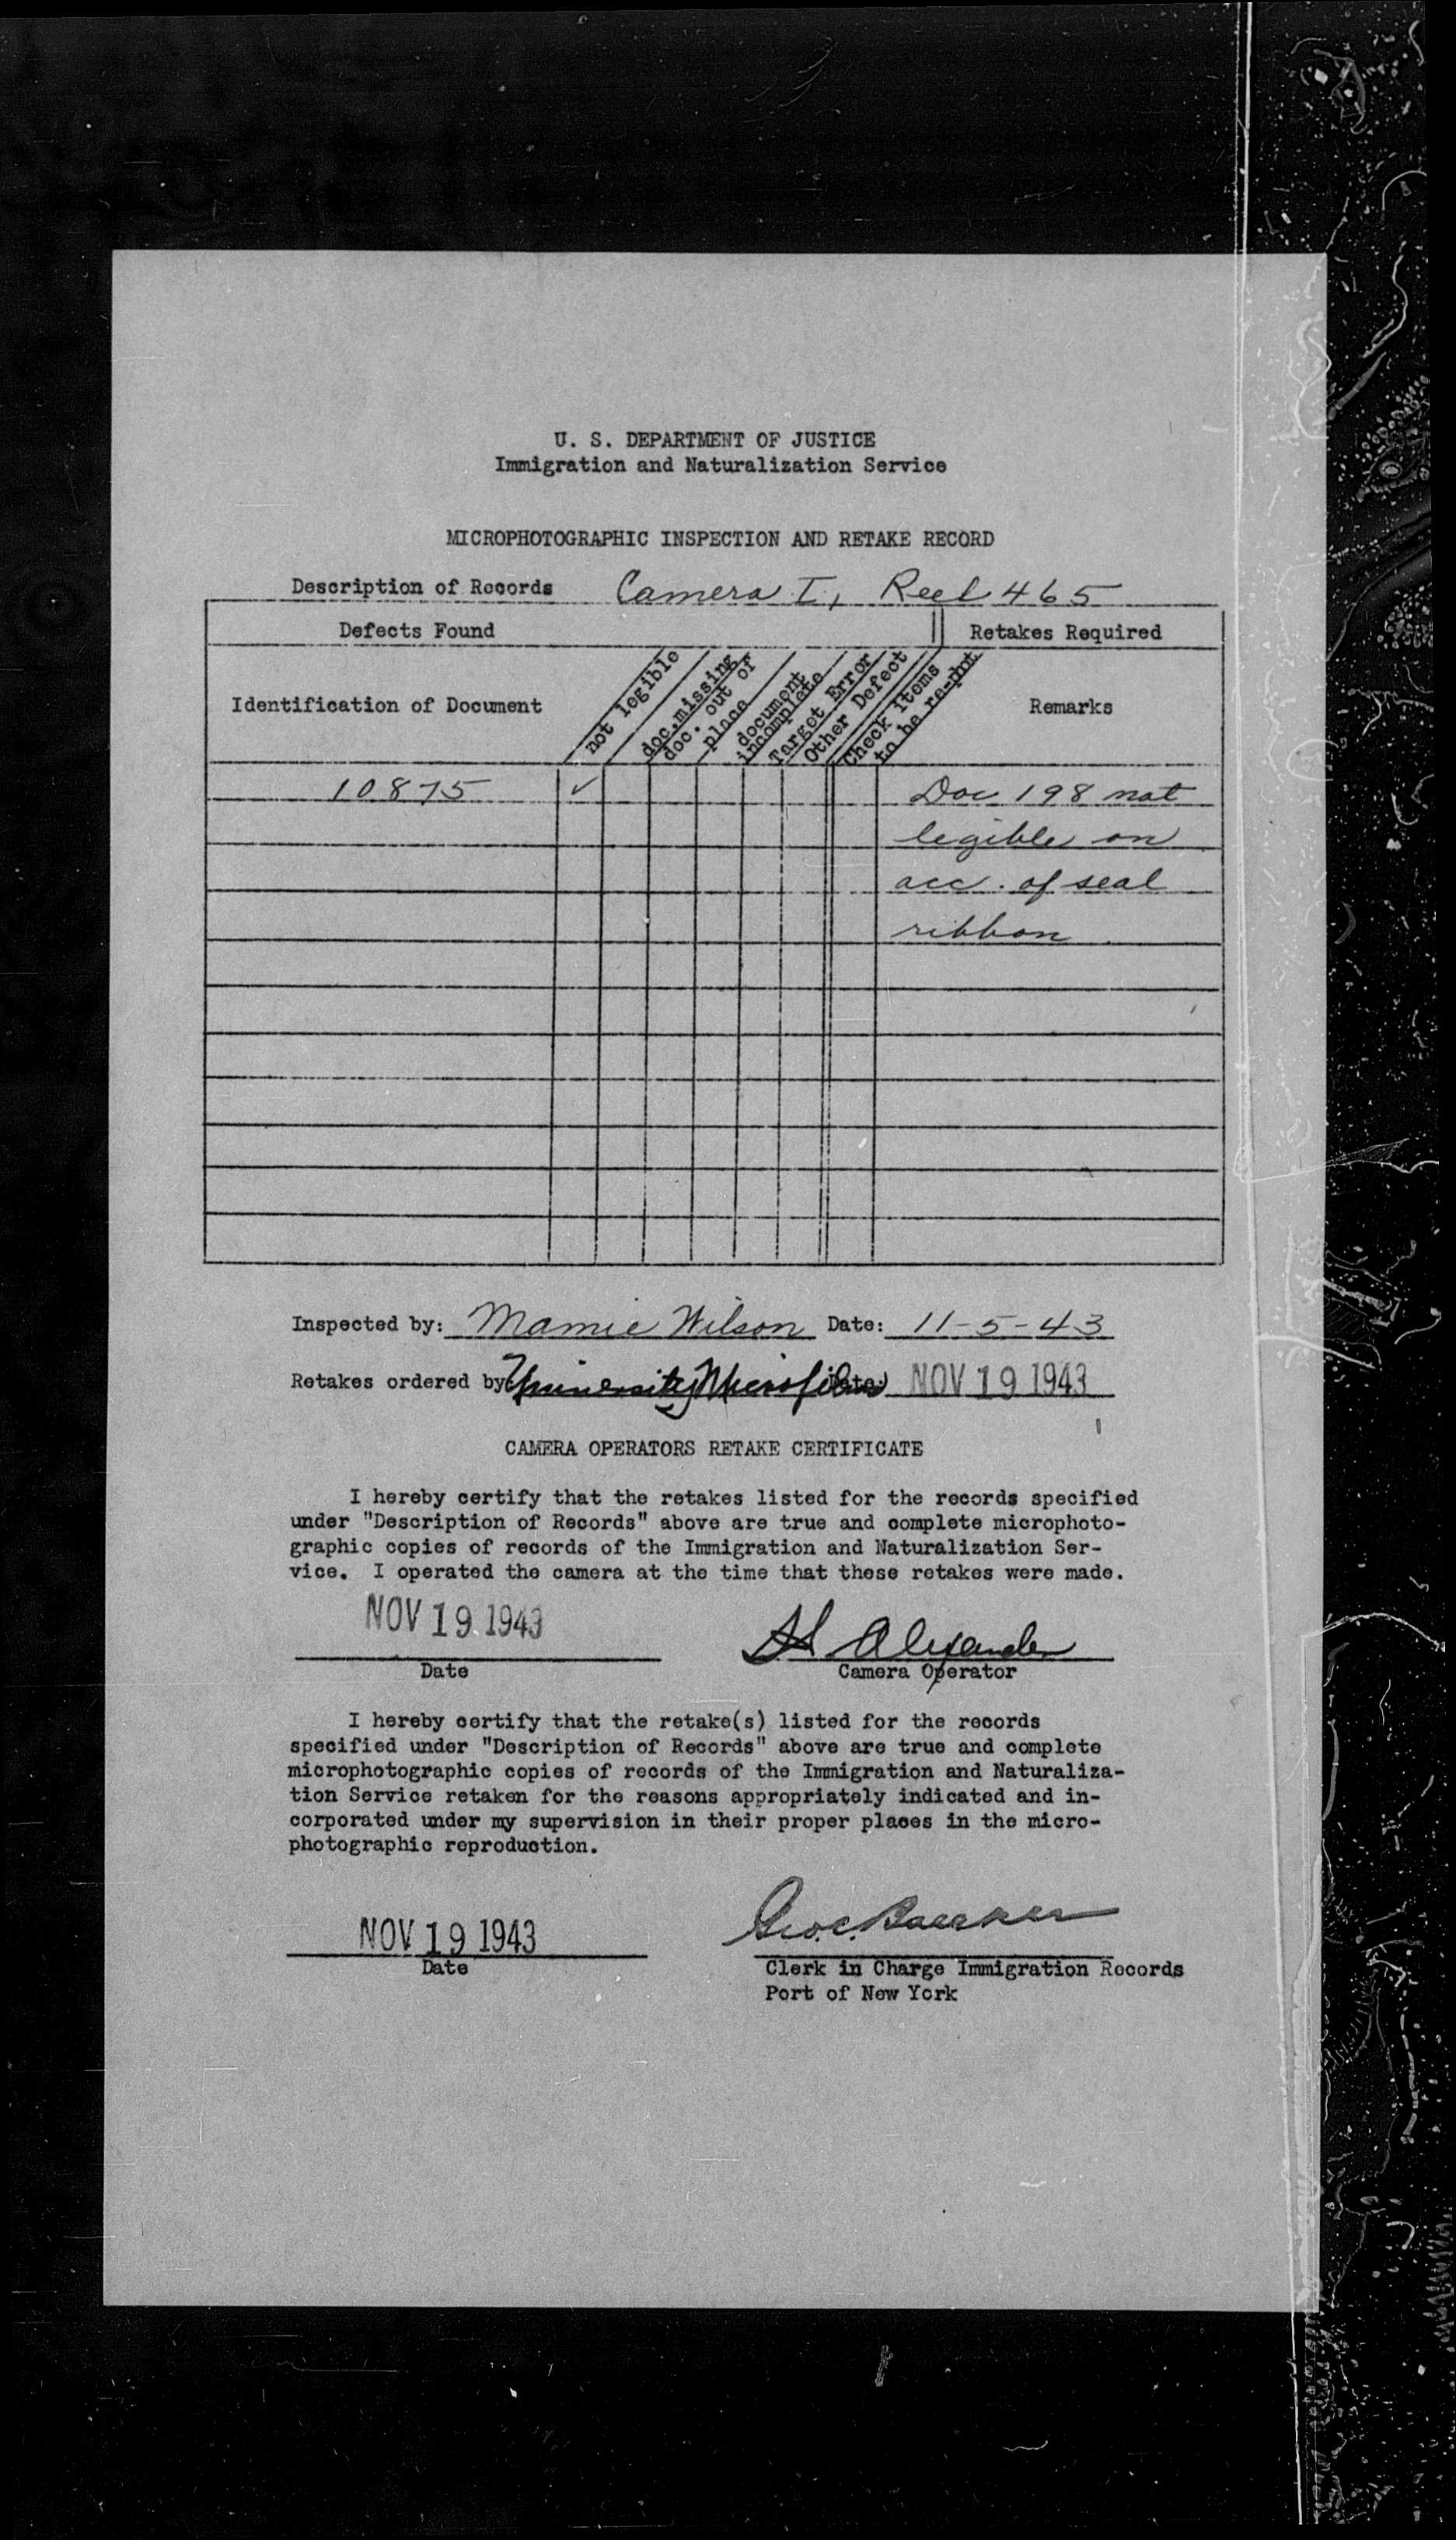 U. S. DEPARTMENT OF JUSTICE
Immigration and Naturalization Service
MICROPHOTOGRAPHIC INSPECTION AND RETAKE RECORD
Description of Records Camera I, Reel 465
Defects Found Retakes Required
Identification of Document
not legible
doc.missing
doc. out of place
document incomplete
Target Error
Other Defect
Check items to be re-phot.
Remarks
10875 ✓ Doc 198 not
legible on
acc. of seal
ribbon
Inspected by: Mamie Wilson Date: 11-5-43
Retakes ordered by: University Microfilms Date: NOV 19 1943
CAMERA OPERATORS RETAKE CERTIFICATE
I hereby certify that the retakes listed for the records specified
under "Description of Records" above are true and complete microphoto-
graphic copies of records of the Immigration and Naturalization Ser-
vice. I operated the camera at the time that these retakes were made.
NOV 19 1943 Alexander
Date Camera Operator
I hereby certify that the retake(s) listed for the records
specified under "Description of Records" above are true and complete
microphotographic copies of records of the Immigration and Naturaliza-
tion Service retaken for the reasons appropriately indicated and in-
corporated under my supervision in their proper places in the micro-
photographic reproduction.
NOV 19 1943
Date Clerk in Charge Immigration Records
Port of New York